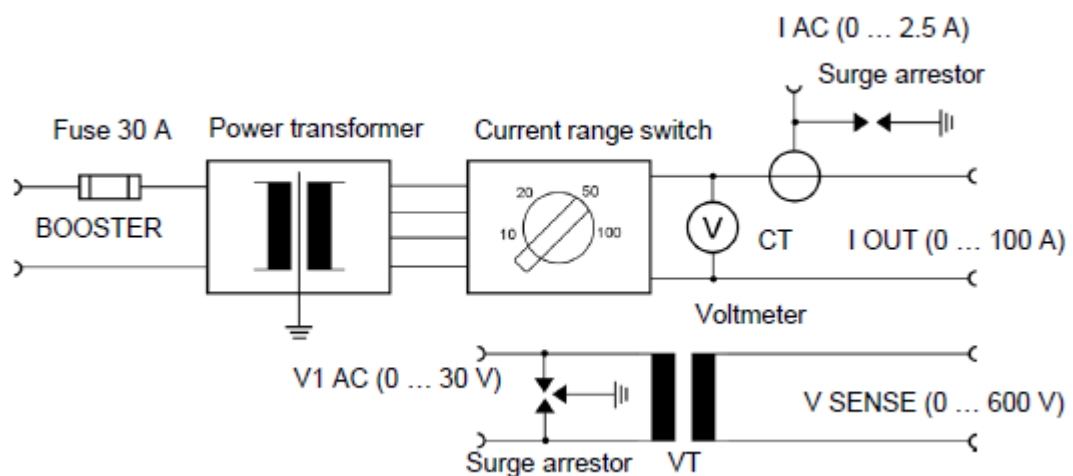 I AC (0 … 2.5 A)
Surge arrestor
Fuse 30 A
Power transformer
Current range switch
20
50
10
100
V
BOOSTER
CT
I OUT (0 … 100 A)
Voltmeter
V1 AC (0 … 30 V)
V SENSE (0 … 600 V)
Surge arrestor
VT